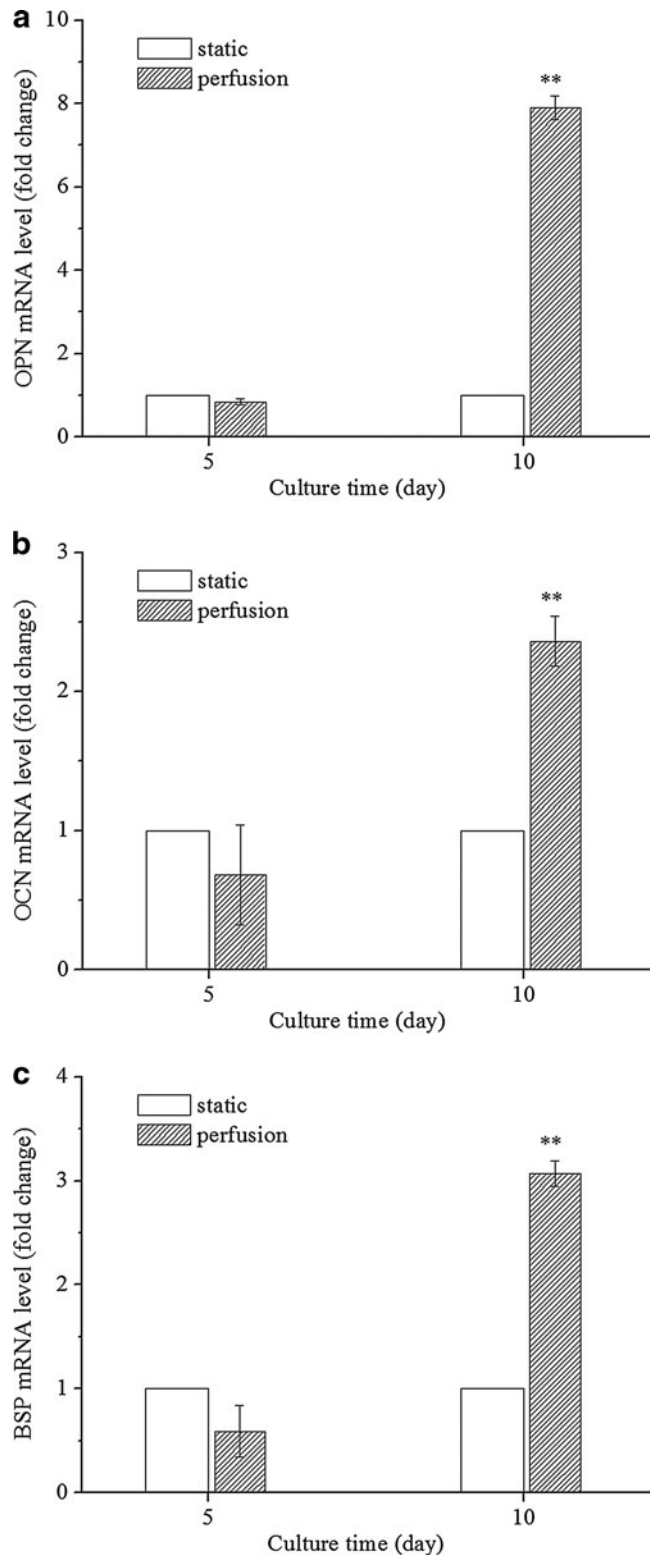 a
OPN mRNA level (fold change)
10
8
6
4
2
0
static
perfusion
**
5
10
Culture time (day)
b
OCN mRNA level (fold change)
3
2
1
0
static
perfusion
**
5
10
Culture time (day)
c
BSP mRNA level (fold change)
4
3
2
1
0
static
perfusion
**
5
10
Culture time (day)